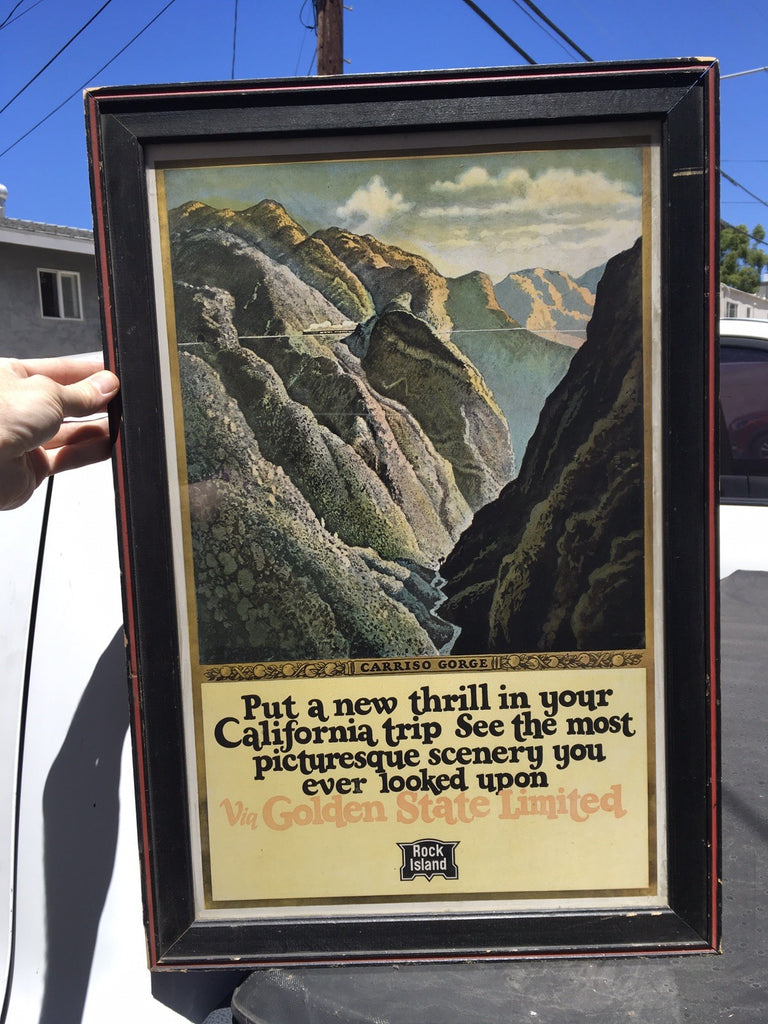 CARRISO GORGE
Put a new thrill in your
California trip See the most
picturesque scenery you
ever looked upon
Via Golden State Limited
Rock
Island